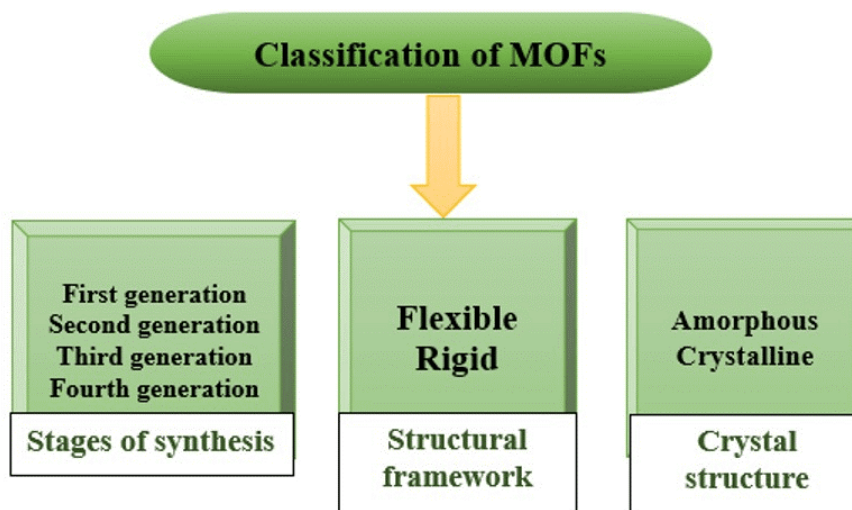 Classification of MOFs
First generation
Second generation
Third generation
Fourth generation
Stages of synthesis
Flexible
Rigid
Structural
framework
Amorphous
Crystalline
Crystal
structure